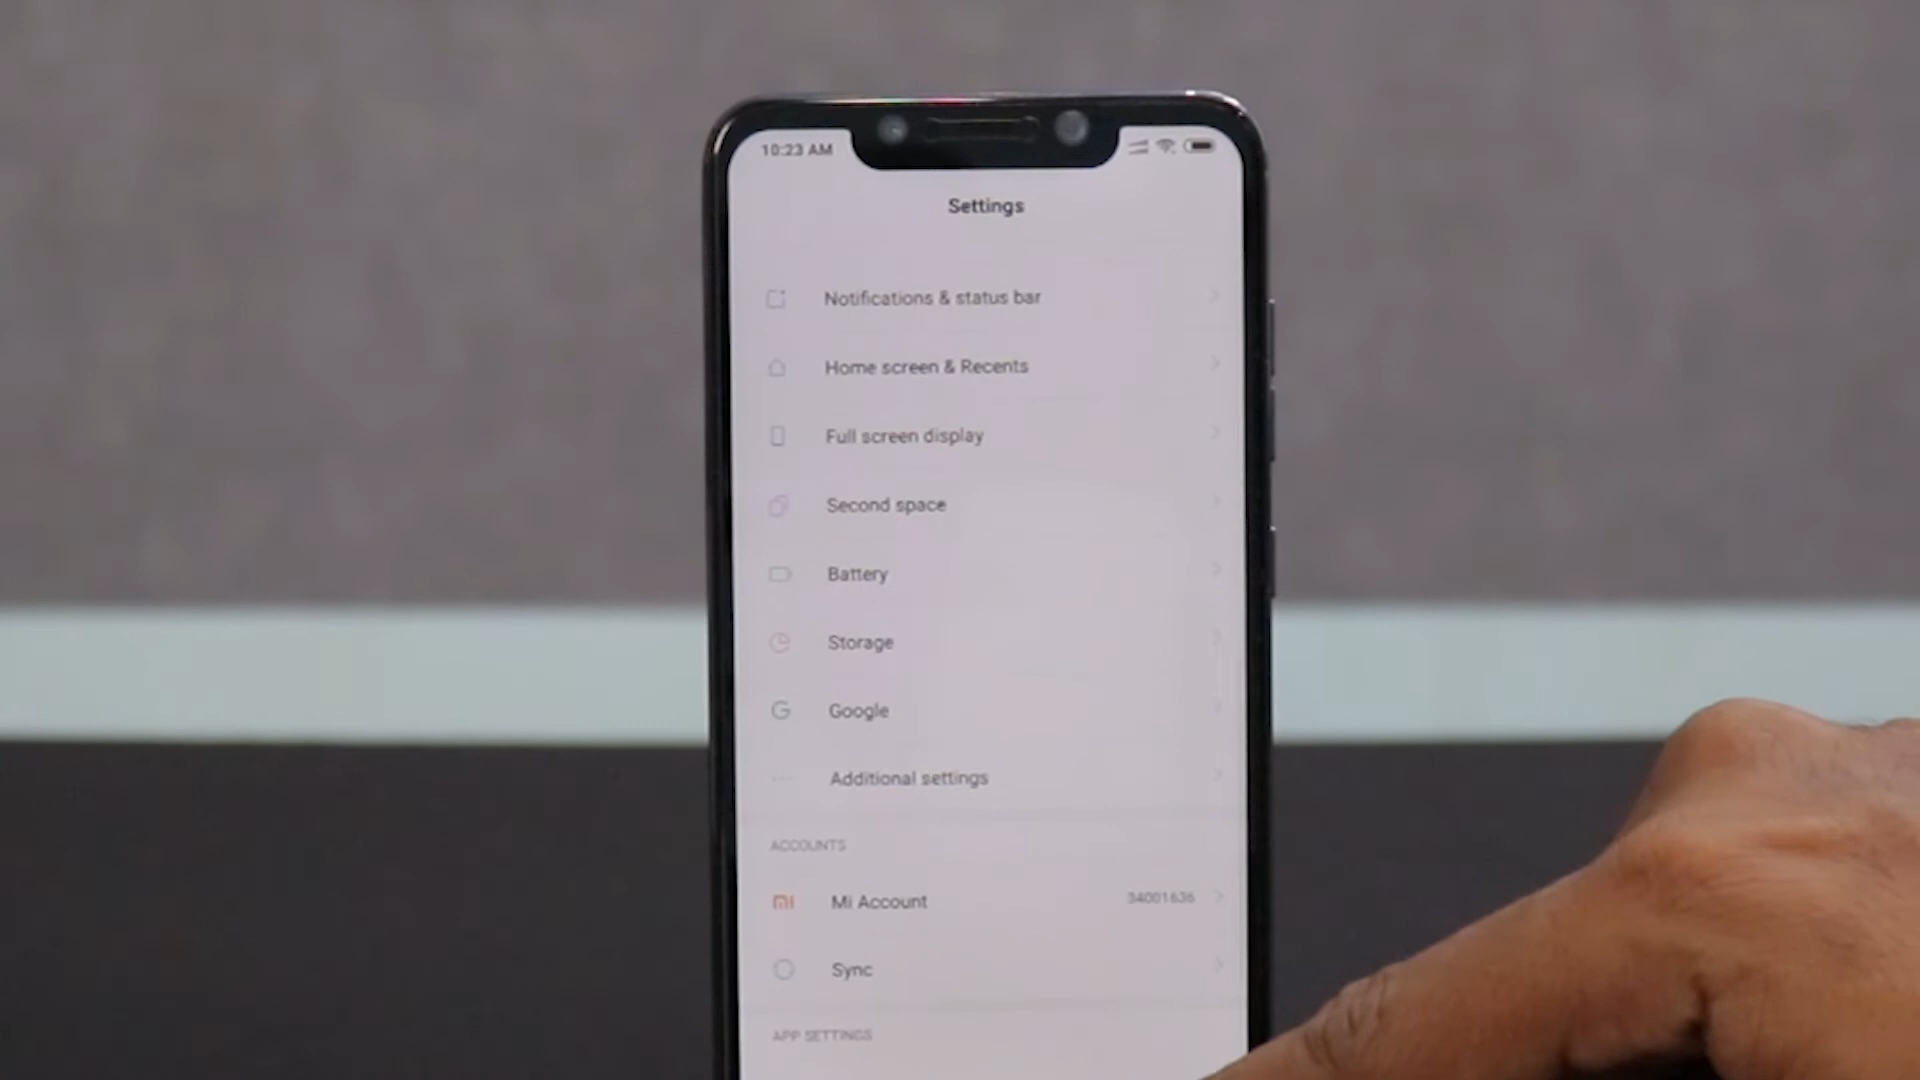 10:23 AM
Settings
Notifications & status bar
Home screen & Recents
Full screen display
Second space
Battery
Storage
G Google
Additional settings
ACCOUNTS
mi Mi Account 34001636
Sync
APP SETTINGS